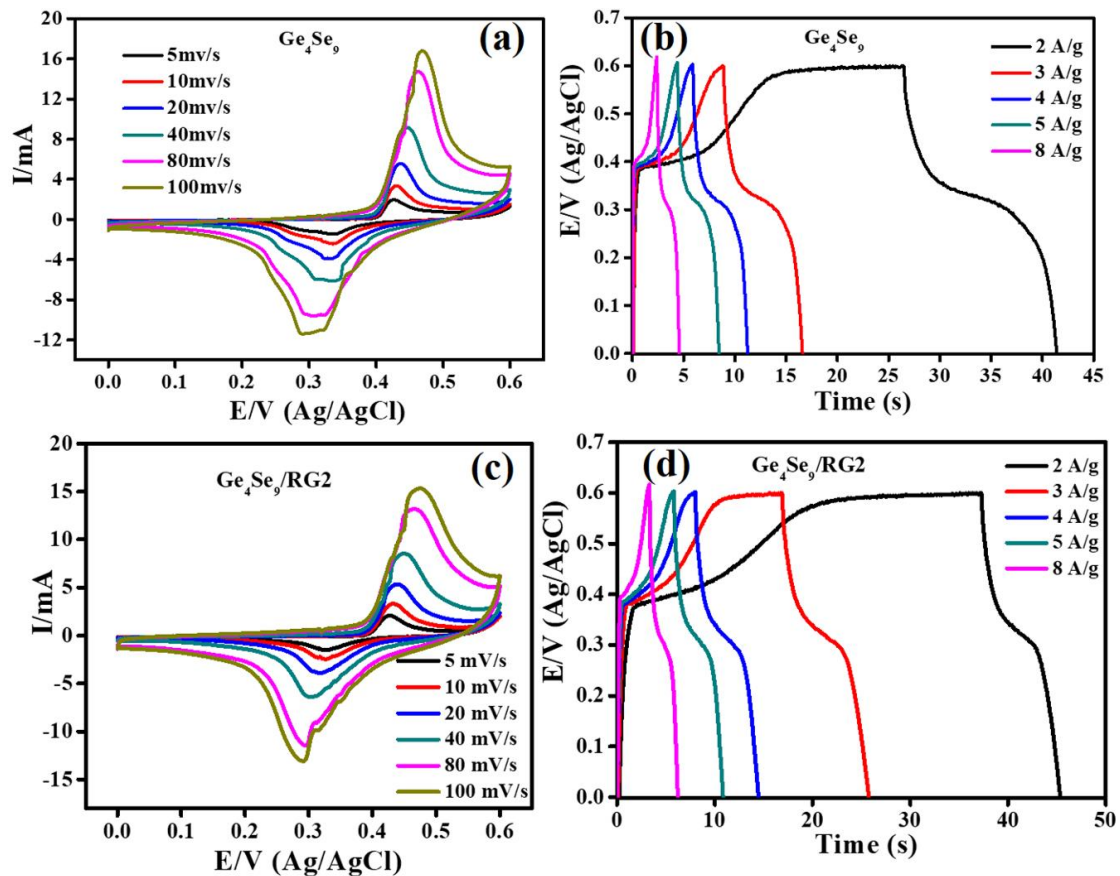 20
16
12
8
4
0
-4
-8
-12
I/mA
Ge₄Se₉
(a)
5mv/s
10mv/s
20mv/s
40mv/s
80mv/s
100mv/s
0.0 0.1 0.2 0.3 0.4 0.5 0.6
E/V (Ag/AgCl)
0.7
0.6
0.5
0.4
0.3
0.2
0.1
0.0
E/V (Ag/AgCl)
(b)
Ge₄Se₉
2 A/g
3 A/g
4 A/g
5 A/g
8 A/g
0 5 10 15 20 25 30 35 40 45
Time (s)
20
15
10
5
0
-5
-10
-15
I/mA
Ge₄Se₉/RG2
(c)
5 mV/s
10 mV/s
20 mV/s
40 mV/s
80 mV/s
100 mV/s
0.0 0.1 0.2 0.3 0.4 0.5 0.6
E/V (Ag/AgCl)
0.7
0.6
0.5
0.4
0.3
0.2
0.1
0.0
E/V (Ag/AgCl)
(d)
Ge₄Se₉/RG2
2 A/g
3 A/g
4 A/g
5 A/g
8 A/g
0 10 20 30 40 50
Time (s)